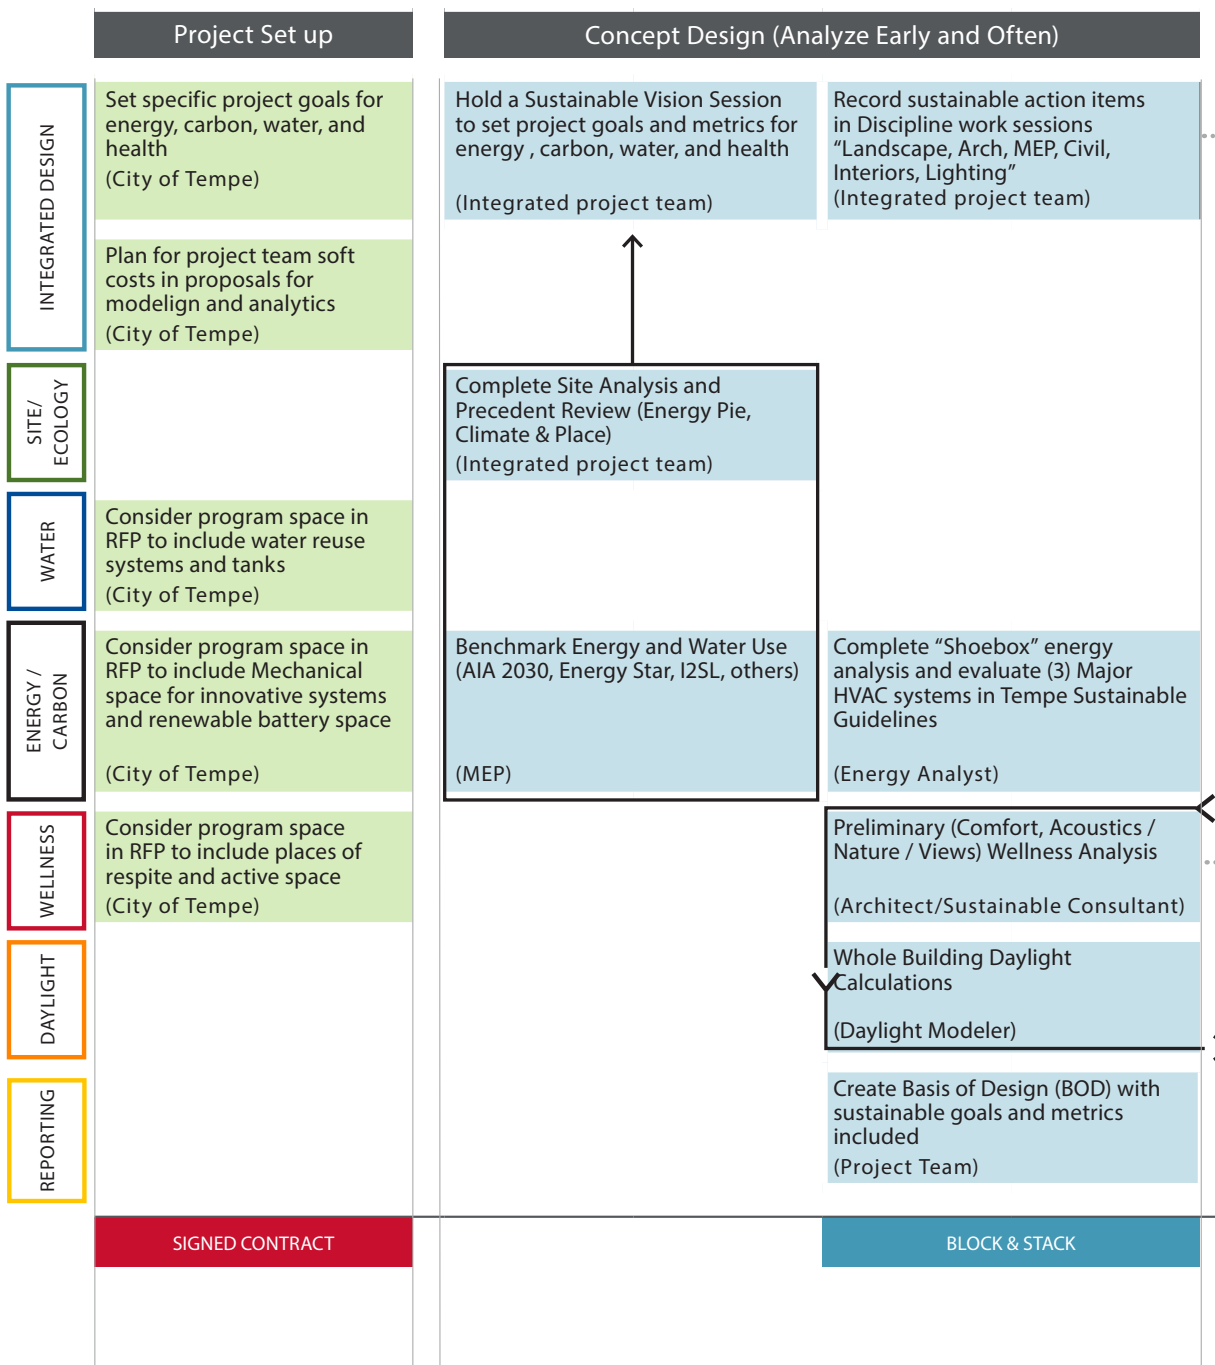 Project Set up
Concept Design (Analyze Early and Often)
INTEGRATED DESIGN
Set specific project goals for
energy, carbon, water, and
health
(City of Tempe)
Hold a Sustainable Vision Session
to set project goals and metrics for
energy , carbon, water, and health
(Integrated project team)
Record sustainable action items
in Discipline work sessions
“Landscape, Arch, MEP, Civil,
Interiors, Lighting”
(Integrated project team)
Plan for project team soft
costs in proposals for
modelign and analytics
(City of Tempe)
SITE/
ECOLOGY
Complete Site Analysis and
Precedent Review (Energy Pie,
Climate & Place)
(Integrated project team)
WATER
Consider program space in
RFP to include water reuse
systems and tanks
(City of Tempe)
ENERGY /
CARBON
Consider program space in
RFP to include Mechanical
space for innovative systems
and renewable battery space
(City of Tempe)
Benchmark Energy and Water Use
(AIA 2030, Energy Star, I2SL, others)
(MEP)
Complete “Shoebox” energy
analysis and evaluate (3) Major
HVAC systems in Tempe Sustainable
Guidelines
(Energy Analyst)
WELLNESS
Consider program space
in RFP to include places of
respite and active space
(City of Tempe)
Preliminary (Comfort, Acoustics /
Nature / Views) Wellness Analysis
(Architect/Sustainable Consultant)
DAYLIGHT
Whole Building Daylight
Calculations
(Daylight Modeler)
REPORTING
Create Basis of Design (BOD) with
sustainable goals and metrics
included
(Project Team)
SIGNED CONTRACT
BLOCK & STACK